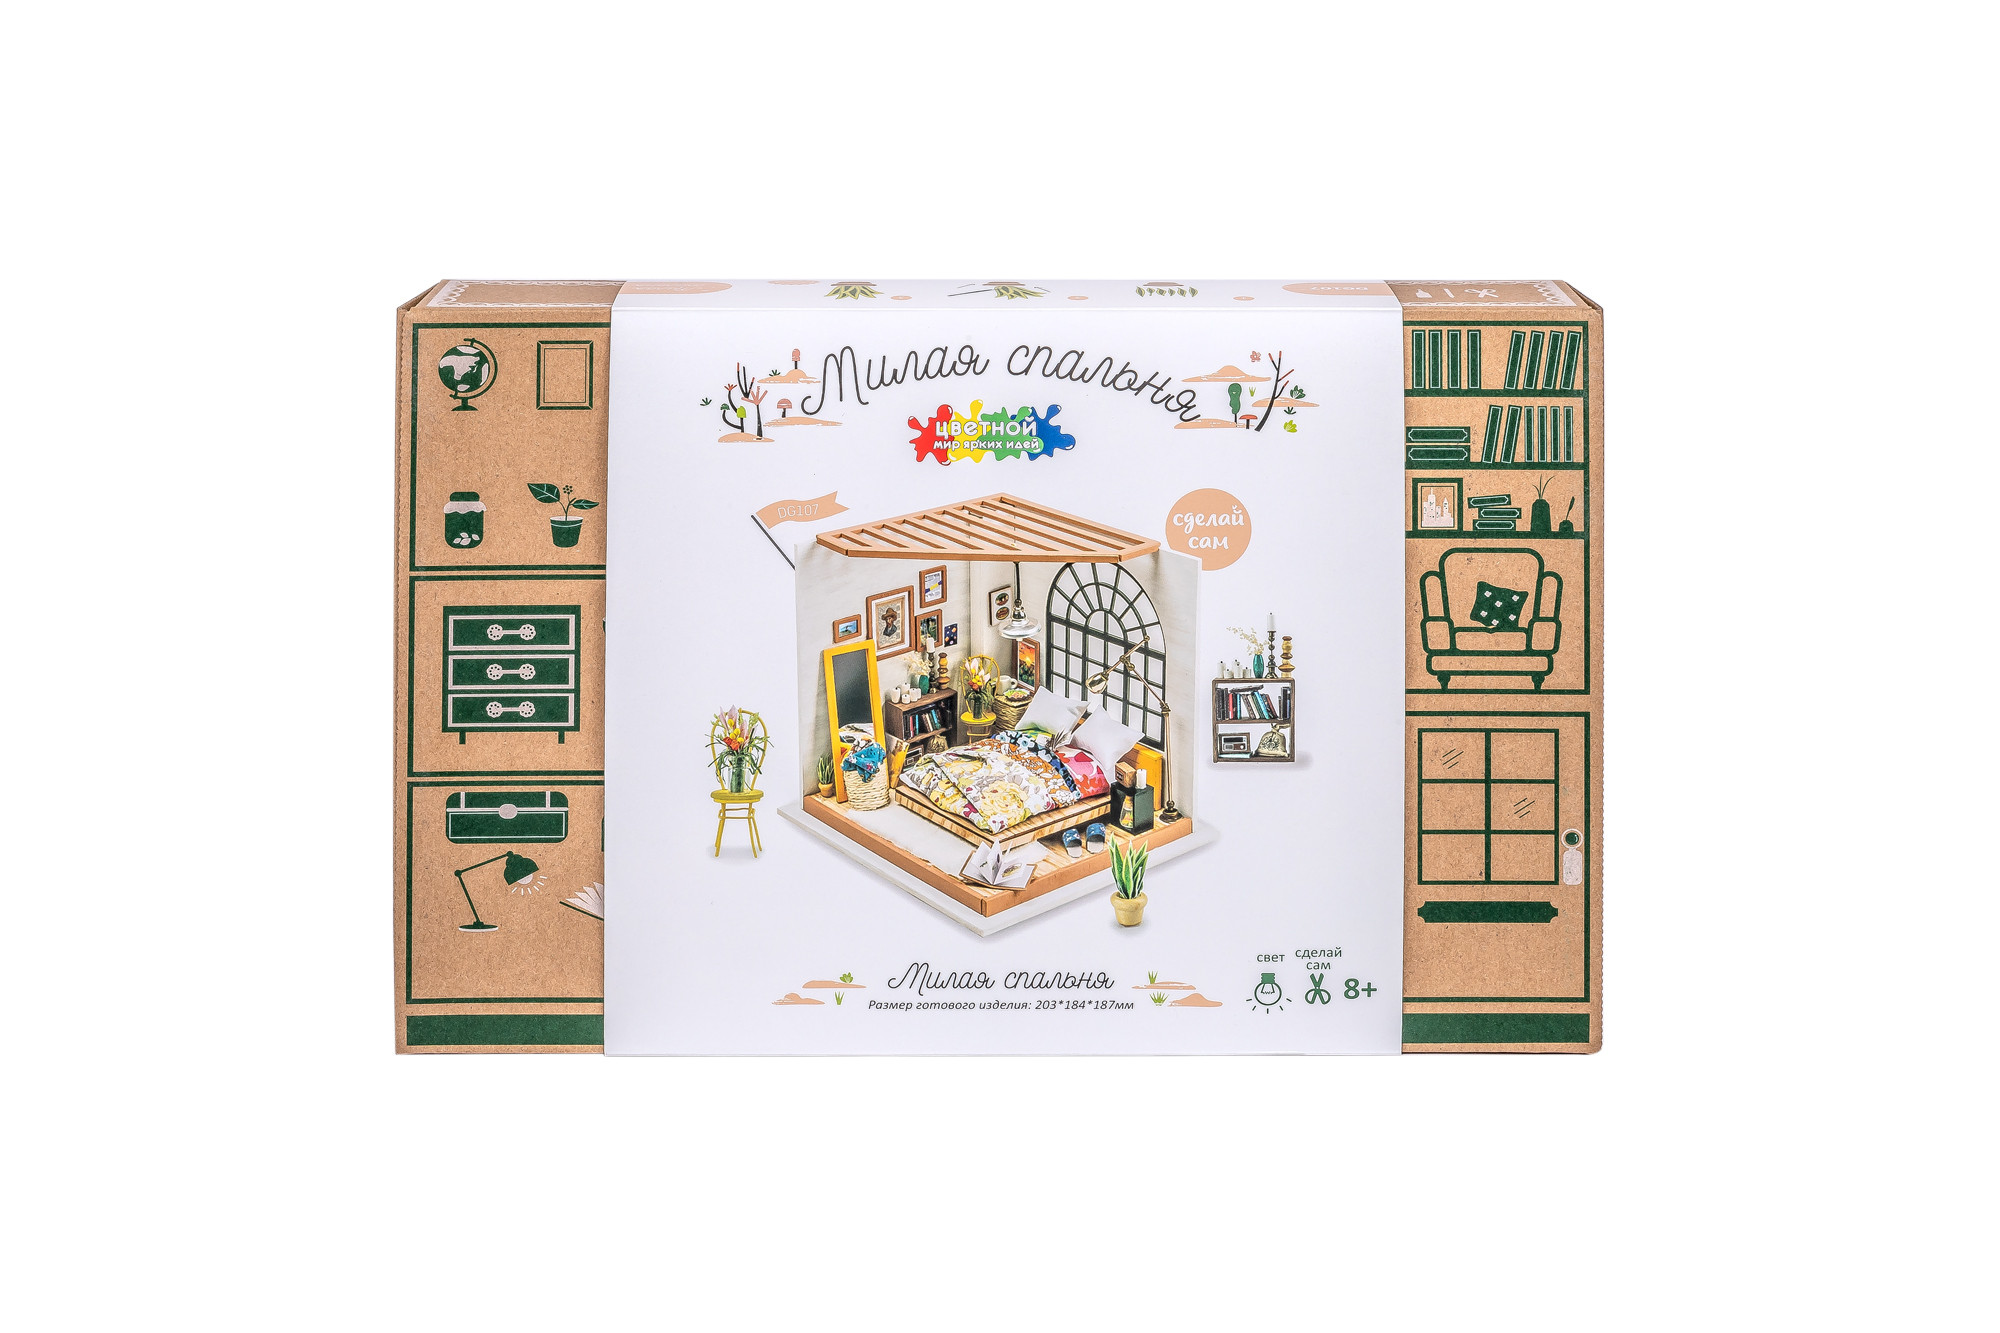 DG107
Милая спальня
цветной
мир ярких идей
DG107
сделай
сам
Милая спальня
Размер готового изделия: 203*184*187мм
свет
сделай
сам
8+